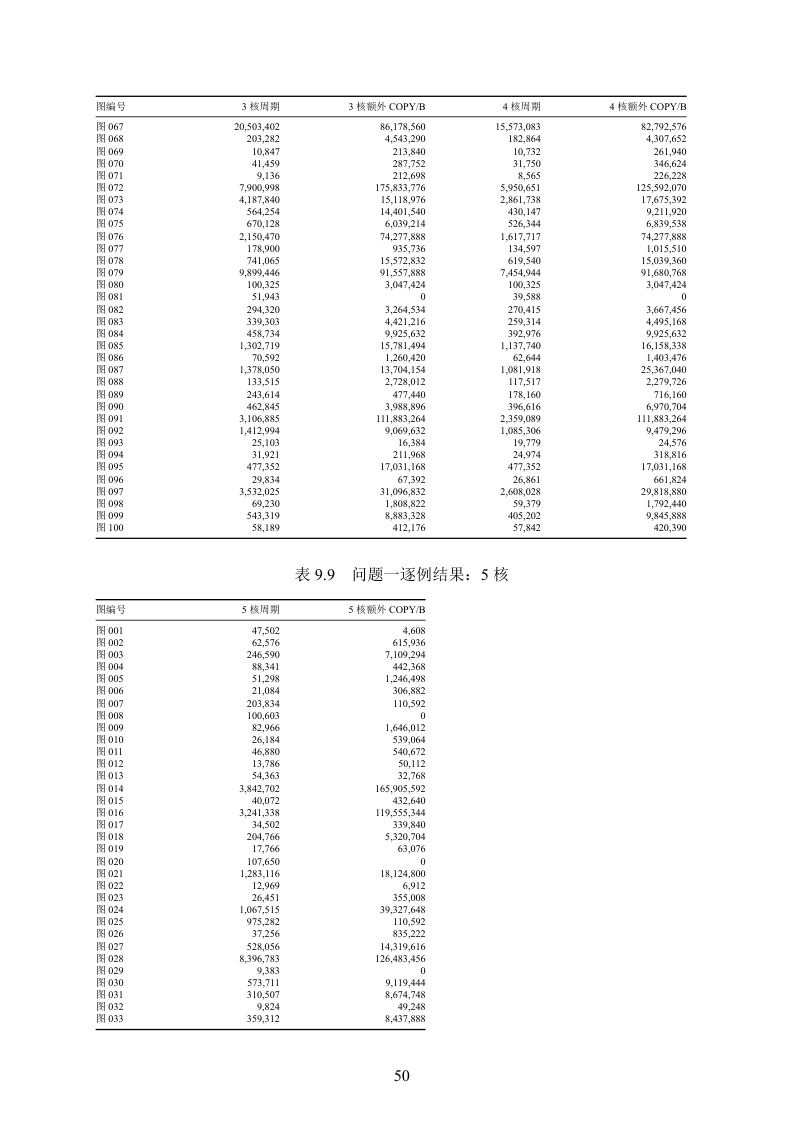 图编号 3 核周期 3 核额外 COPY/B 4 核周期 4 核额外 COPY/B
图 067 20,503,402 86,178,560 15,573,083 82,792,576
图 068 203,282 4,543,290 182,864 4,307,652
图 069 10,847 213,840 10,732 261,940
图 070 41,459 287,752 31,750 346,624
图 071 9,136 212,698 8,565 226,228
图 072 7,900,998 175,833,776 5,950,651 125,592,070
图 073 4,187,840 15,118,976 2,861,738 17,675,392
图 074 564,254 14,401,540 430,147 9,211,920
图 075 670,128 6,039,214 526,344 6,839,538
图 076 2,150,470 74,277,888 1,617,717 74,277,888
图 077 178,900 935,736 134,597 1,015,510
图 078 741,065 15,572,832 619,540 15,039,360
图 079 9,899,446 91,557,888 7,454,944 91,680,768
图 080 100,325 3,047,424 100,325 3,047,424
图 081 51,943 0 39,588 0
图 082 294,320 3,264,534 270,415 3,667,456
图 083 339,303 4,421,216 259,314 4,495,168
图 084 458,734 9,925,632 392,976 9,925,632
图 085 1,302,719 15,781,494 1,137,740 16,158,338
图 086 70,592 1,260,420 62,644 1,403,476
图 087 1,378,050 13,704,154 1,081,918 25,367,040
图 088 133,515 2,728,012 117,517 2,279,726
图 089 243,614 477,440 178,160 716,160
图 090 462,845 3,988,896 396,616 6,970,704
图 091 3,106,885 111,883,264 2,359,089 111,883,264
图 092 1,412,994 9,069,632 1,085,306 9,479,296
图 093 25,103 16,384 19,779 24,576
图 094 31,921 211,968 24,974 318,816
图 095 477,352 17,031,168 477,352 17,031,168
图 096 29,834 67,392 26,861 661,824
图 097 3,532,025 31,096,832 2,608,028 29,818,880
图 098 69,230 1,808,822 59,379 1,792,440
图 099 543,319 8,883,328 405,202 9,845,888
图 100 58,189 412,176 57,842 420,390
表 9.9 问题一逐例结果：5 核
图编号 5 核周期 5 核额外 COPY/B
图 001 47,502 4,608
图 002 62,576 615,936
图 003 246,590 7,109,294
图 004 88,341 442,368
图 005 51,298 1,246,498
图 006 21,084 306,882
图 007 203,834 110,592
图 008 100,603 0
图 009 82,966 1,646,012
图 010 26,184 539,064
图 011 46,880 540,672
图 012 13,786 50,112
图 013 54,363 32,768
图 014 3,842,702 165,905,592
图 015 40,072 432,640
图 016 3,241,338 119,555,344
图 017 34,502 339,840
图 018 204,766 5,320,704
图 019 17,766 63,076
图 020 107,650 0
图 021 1,283,116 18,124,800
图 022 12,969 6,912
图 023 26,451 355,008
图 024 1,067,515 39,327,648
图 025 975,282 110,592
图 026 37,256 835,222
图 027 528,056 14,319,616
图 028 8,396,783 126,483,456
图 029 9,383 0
图 030 573,711 9,119,444
图 031 310,507 8,674,748
图 032 9,824 49,248
图 033 359,312 8,437,888
50